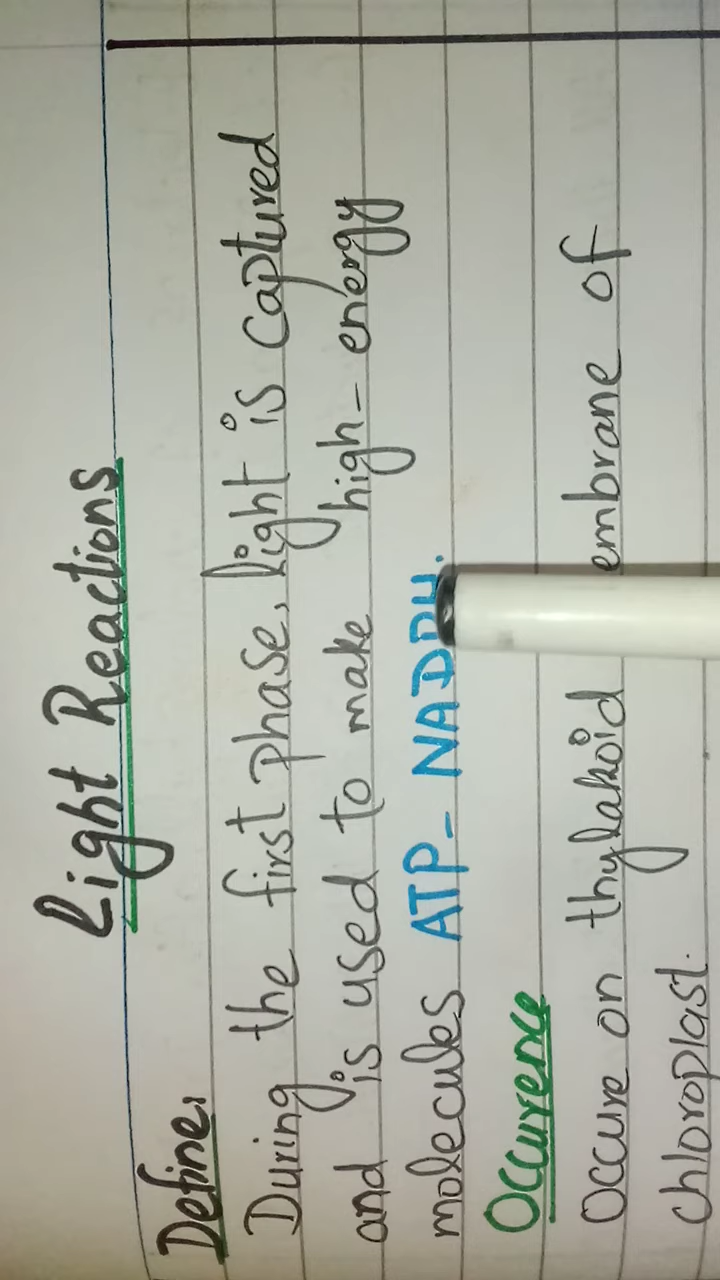 Light Reactions
Define,
During the first phase, light is captured
and is used to make high-energy
molecules ATP-NADPH.
Occurence
Occure on thylakoid embrane of
chloroplast.